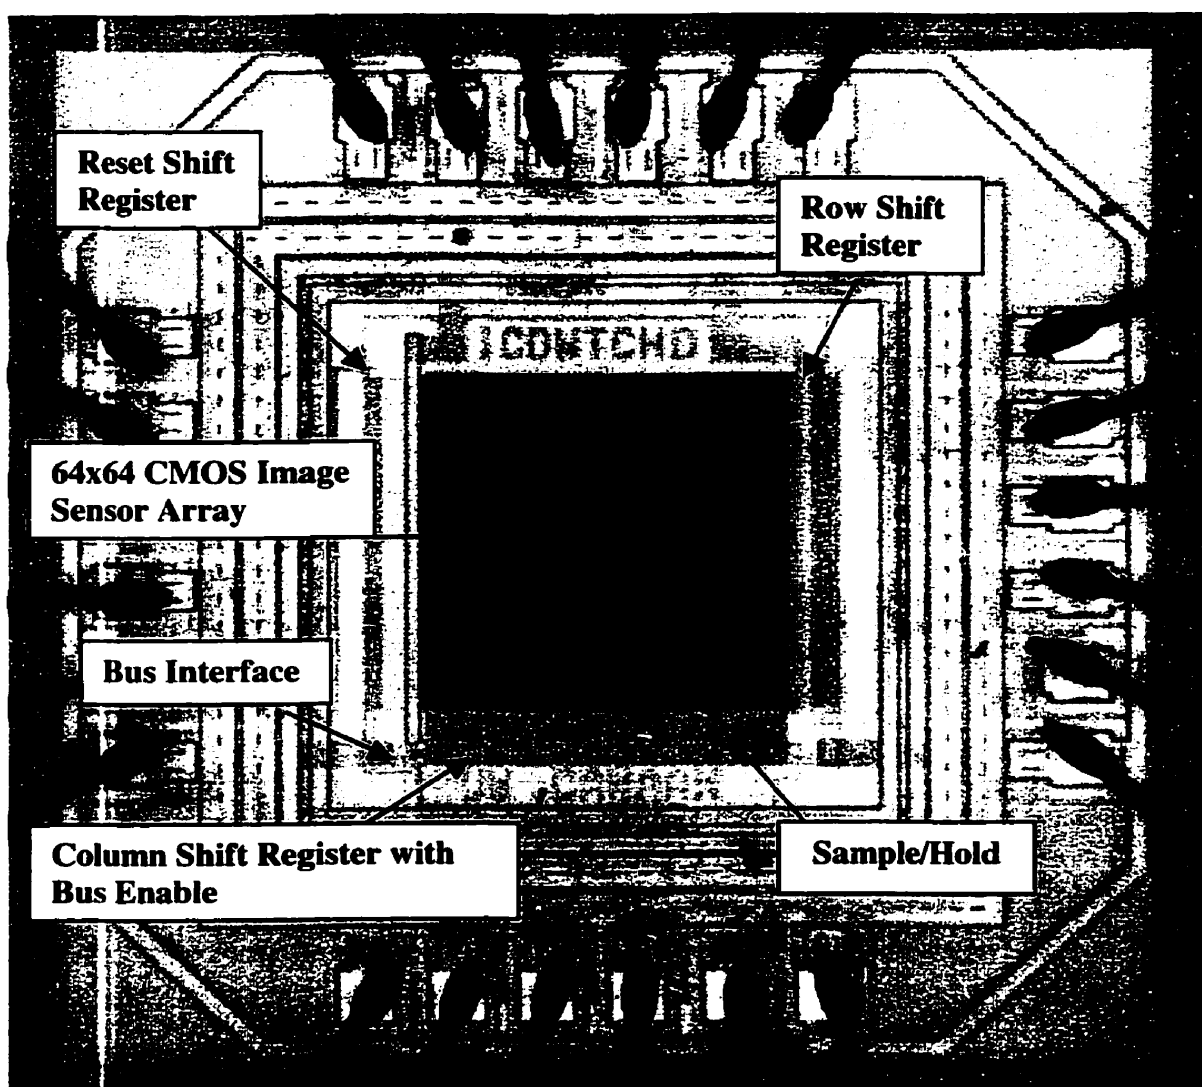 Reset Shift
Register
Row Shift
Register
ICDWTCHD
64x64 CMOS Image
Sensor Array
Bus Interface
Column Shift Register with
Bus Enable
Sample/Hold